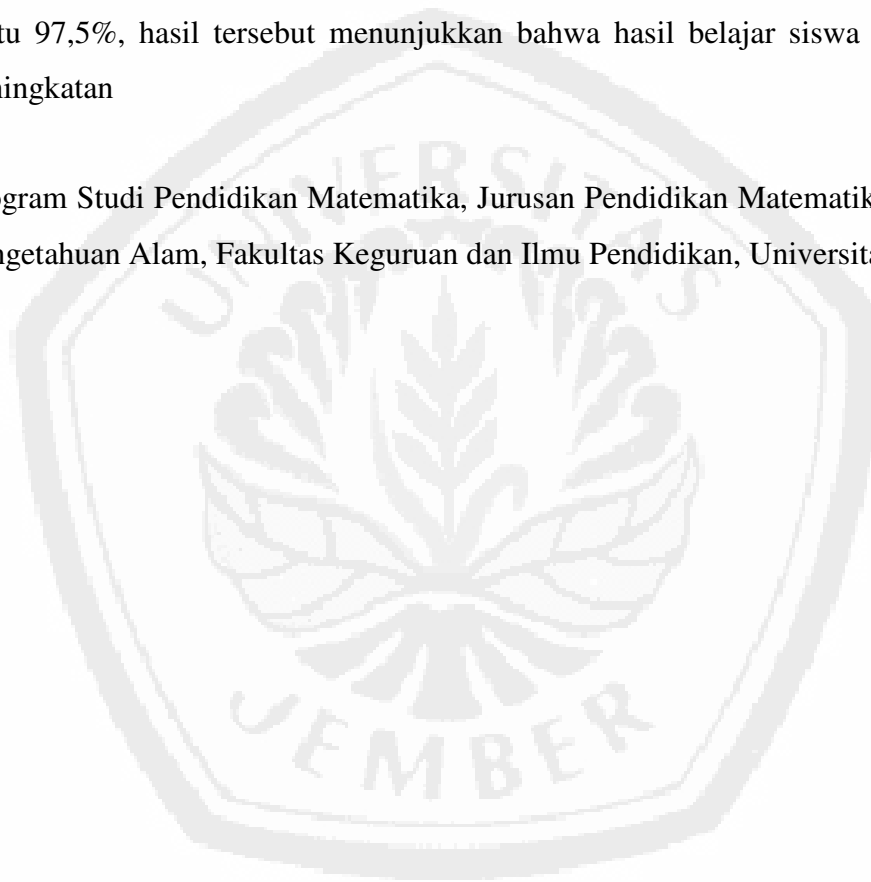 tu 97,5%, hasil tersebut menunjukkan bahwa hasil belajar siswa
ningkatan
gram Studi Pendidikan Matematika, Jurusan Pendidikan Matematik
ngetahuan Alam, Fakultas Keguruan dan Ilmu Pendidikan, Universita
UNIVERSITAS
JEMBER